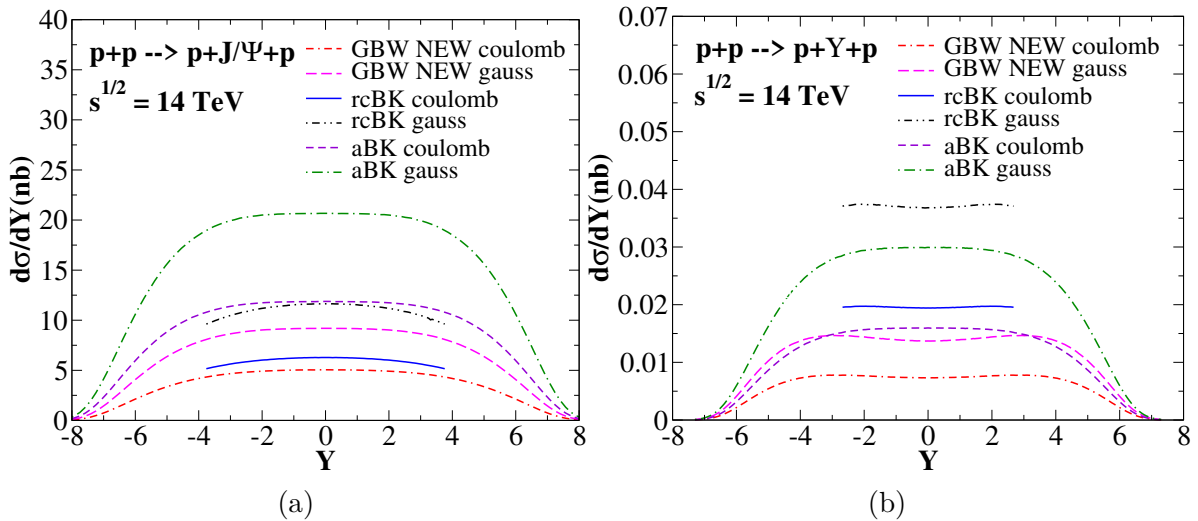 40
35
30
25
20
15
10
5
0
dσ/dY(nb)
p+p --> p+J/Ψ+p
s^1/2 = 14 TeV
GBW NEW coulomb
GBW NEW gauss
rcBK coulomb
rcBK gauss
aBK coulomb
aBK gauss
-8 -6 -4 -2 0 2 4 6 8
Y
(a)
0.07
0.06
0.05
0.04
0.03
0.02
0.01
0
dσ/dY(nb)
p+p --> p+Υ+p
s^1/2 = 14 TeV
GBW NEW coulomb
GBW NEW gauss
rcBK coulomb
rcBK gauss
aBK coulomb
aBK gauss
-8 -6 -4 -2 0 2 4 6 8
Y
(b)